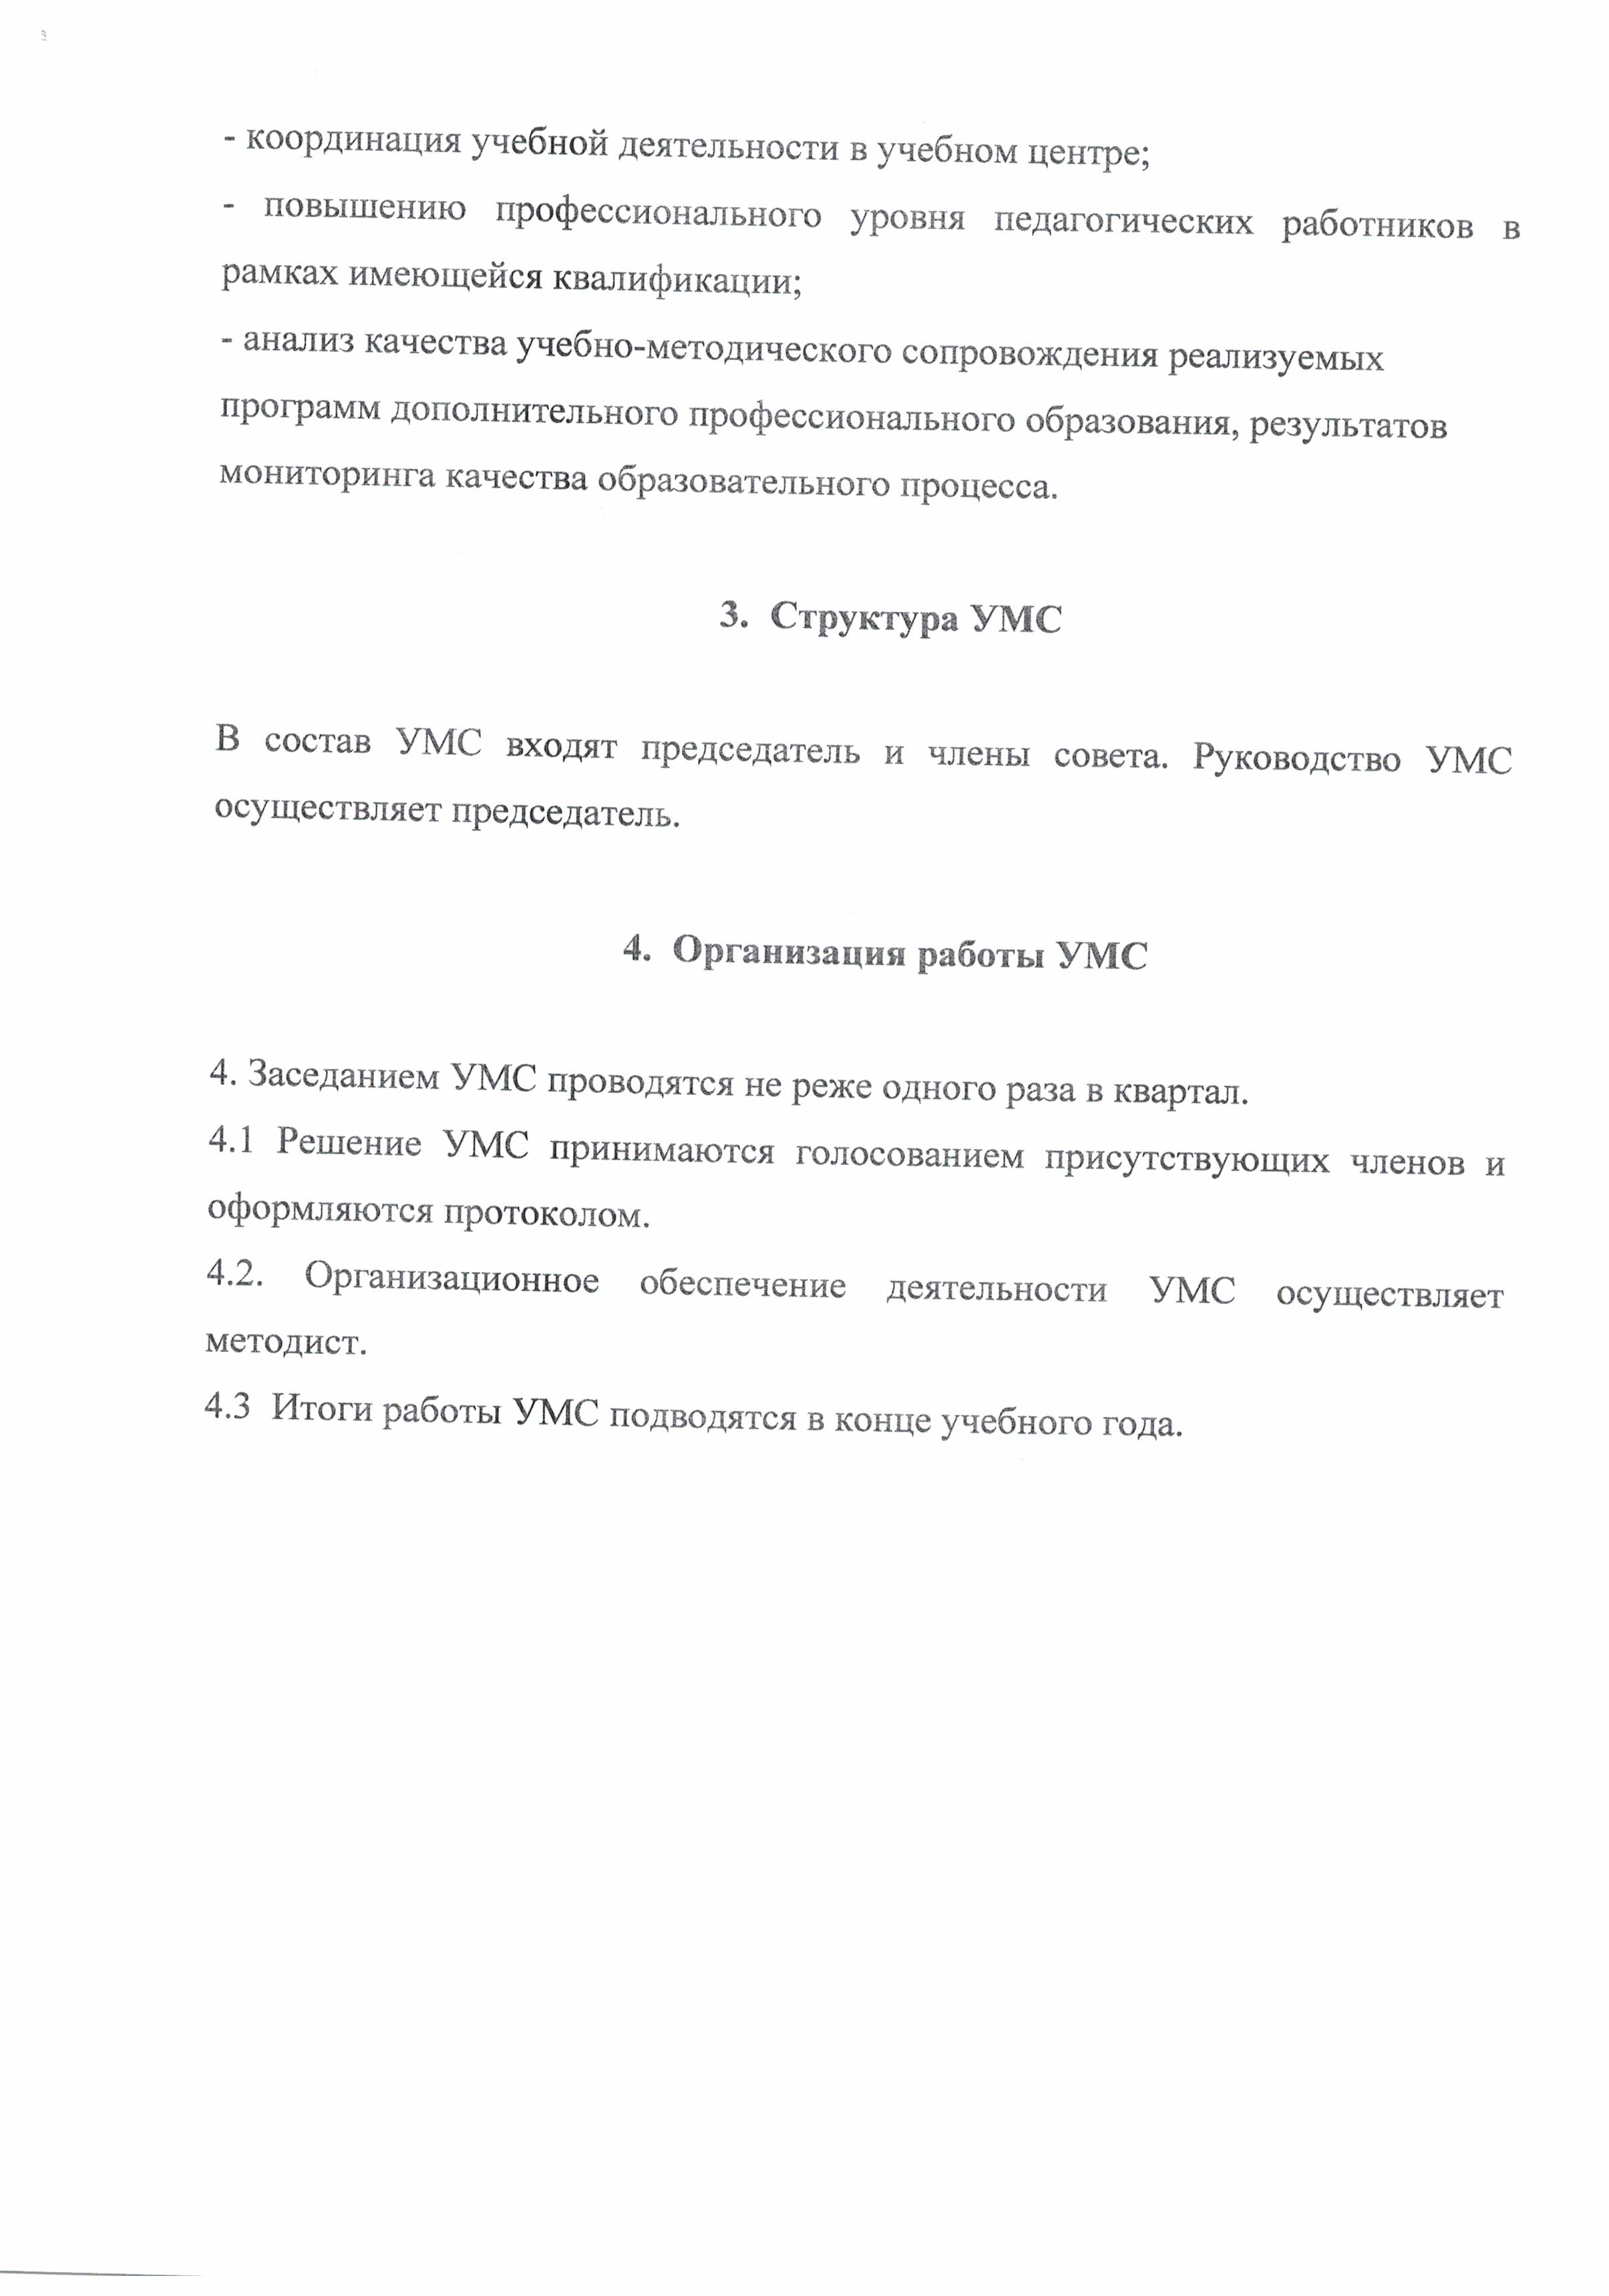 - координация учебной деятельности в учебном центре;
- повышению профессионального уровня педагогических работников в
рамках имеющейся квалификации;
- анализ качества учебно-методического сопровождения реализуемых
программ дополнительного профессионального образования, результатов
мониторинга качества образовательного процесса.
3. Структура УМС
В состав УМС входят председатель и члены совета. Руководство УМС
осуществляет председатель.
4. Организация работы УМС
4. Заседанием УМС проводятся не реже одного раза в квартал.
4.1 Решение УМС принимаются голосованием присутствующих членов и
оформляются протоколом.
4.2. Организационное обеспечение деятельности УМС осуществляет
методист.
4.3 Итоги работы УМС подводятся в конце учебного года.